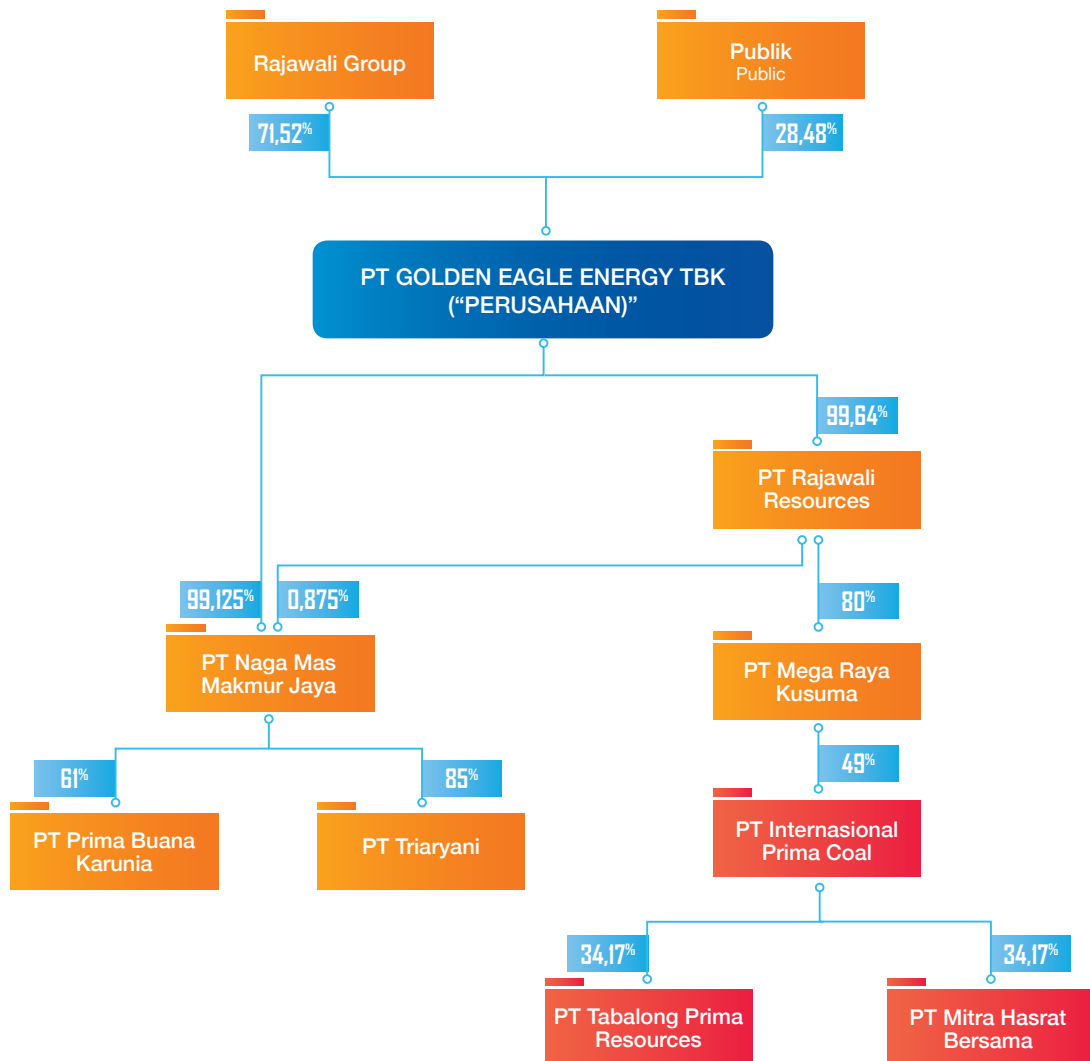 Rajawali Group
Publik
Public
71,52%
28,48%
PT GOLDEN EAGLE ENERGY TBK
(“PERUSAHAAN)”
99,64%
PT Rajawali
Resources
99,125%
0,875%
80%
PT Naga Mas
Makmur Jaya
PT Mega Raya
Kusuma
61%
85%
49%
PT Prima Buana
Karunia
PT Triaryani
PT Internasional
Prima Coal
34,17%
34,17%
PT Tabalong Prima
Resources
PT Mitra Hasrat
Bersama